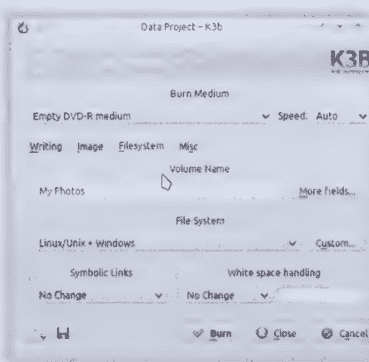 Data Project – K3b
K3B
Burn Medium
Empty DVD-R medium Speed: Auto
Writing Image Filesystem Misc
Volume Name
My Photos More fields...
File System
Linux/Unix + Windows Custom...
Symbolic Links White space handling
No Change No Change
Burn Close Cancel